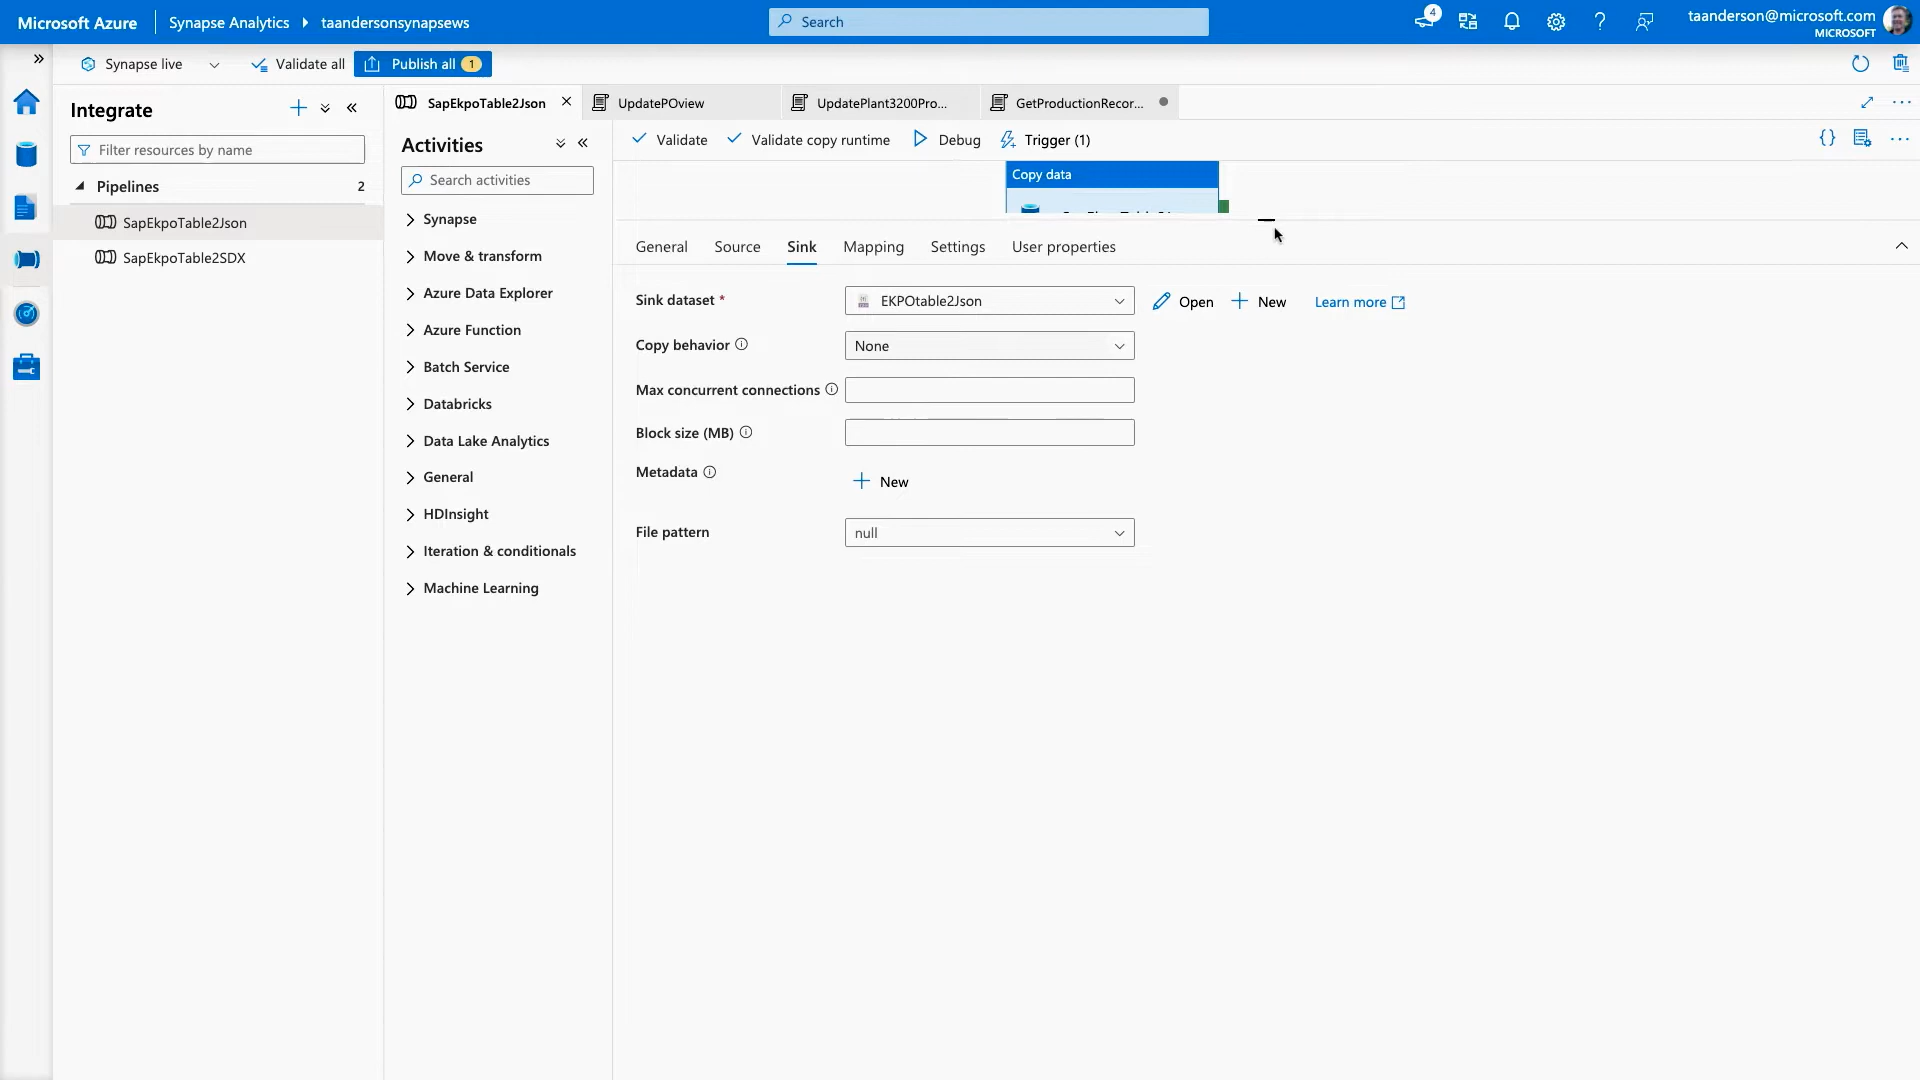 Microsoft Azure
Synapse Analytics
taandersonsynapsews
Search
4
taanderson@microsoft.com
MICROSOFT
Synapse live
Validate all
Publish all 1
Integrate
Filter resources by name
Pipelines 2
SapEkpoTable2Json
SapEkpoTable2SDX
SapEkpoTable2Json
UpdatePOview
UpdatePlant3200Pro...
GetProductionRecor...
Activities
Search activities
Synapse
Move & transform
Azure Data Explorer
Azure Function
Batch Service
Databricks
Data Lake Analytics
General
HDInsight
Iteration & conditionals
Machine Learning
Validate
Validate copy runtime
Debug
Trigger (1)
Copy data
General
Source
Sink
Mapping
Settings
User properties
Sink dataset *
EKPOtable2Json
Open
New
Learn more
Copy behavior
None
Max concurrent connections
Block size (MB)
Metadata
New
File pattern
null